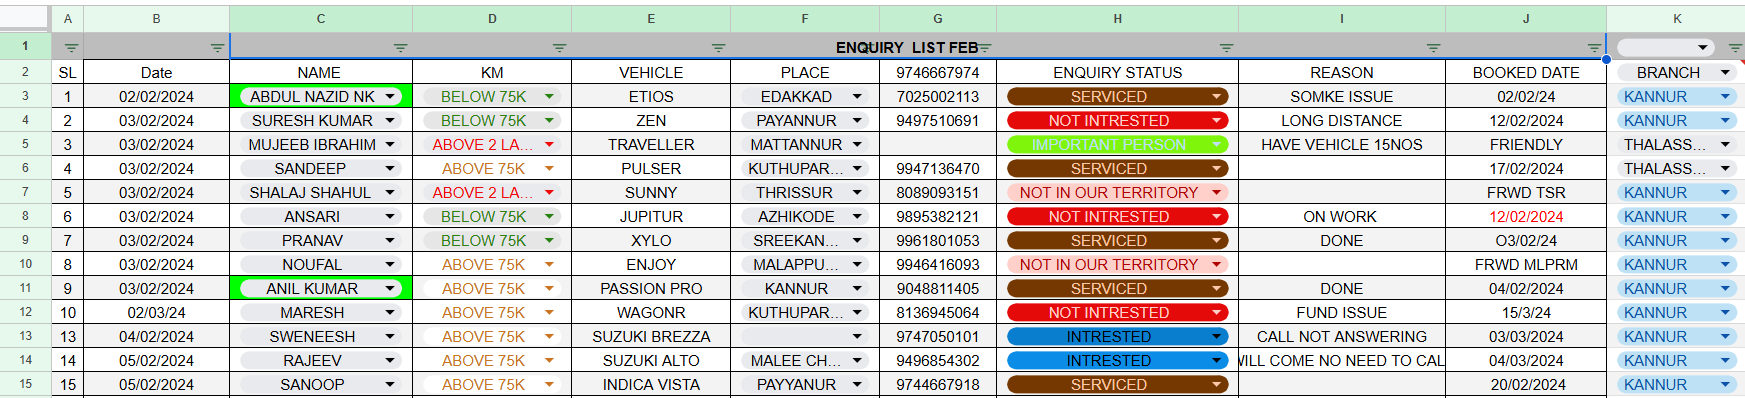 A B C D E F G H I J K
1 ENQUIRY LIST FEB
2 SL Date NAME KM VEHICLE PLACE 9746667974 ENQUIRY STATUS REASON BOOKED DATE BRANCH
3 1 02/02/2024 ABDUL NAZID NK BELOW 75K ETIOS EDAKKAD 7025002113 SERVICED SOMKE ISSUE 02/02/24 KANNUR
4 2 03/02/2024 SURESH KUMAR BELOW 75K ZEN PAYANNUR 9497510691 NOT INTRESTED LONG DISTANCE 12/02/2024 KANNUR
5 3 03/02/2024 MUJEEB IBRAHIM ABOVE 2 LA... TRAVELLER MATTANNUR IMPORTANT PERSON HAVE VEHICLE 15NOS FRIENDLY THALASS...
6 4 03/02/2024 SANDEEP ABOVE 75K PULSER KUTHUPAR... 9947136470 SERVICED 17/02/2024 THALASS...
7 5 03/02/2024 SHALAJ SHAHUL ABOVE 2 LA... SUNNY THRISSUR 8089093151 NOT IN OUR TERRITORY FRWD TSR KANNUR
8 6 03/02/2024 ANSARI BELOW 75K JUPITUR AZHIKODE 9895382121 NOT INTRESTED ON WORK 12/02/2024 KANNUR
9 7 03/02/2024 PRANAV BELOW 75K XYLO SREEKAN... 9961801053 SERVICED DONE O3/02/24 KANNUR
10 8 03/02/2024 NOUFAL ABOVE 75K ENJOY MALAPPU... 9946416093 NOT IN OUR TERRITORY FRWD MLPRM KANNUR
11 9 03/02/2024 ANIL KUMAR ABOVE 75K PASSION PRO KANNUR 9048811405 SERVICED DONE 04/02/2024 KANNUR
12 10 02/03/24 MARESH ABOVE 75K WAGONR KUTHUPAR... 8136945064 NOT INTRESTED FUND ISSUE 15/3/24 KANNUR
13 13 04/02/2024 SWENEESH ABOVE 75K SUZUKI BREZZA 9747050101 INTRESTED CALL NOT ANSWERING 03/03/2024 KANNUR
14 14 05/02/2024 RAJEEV ABOVE 75K SUZUKI ALTO MALEE CH... 9496854302 INTRESTED WILL COME NO NEED TO CAL 04/03/2024 KANNUR
15 15 05/02/2024 SANOOP ABOVE 75K INDICA VISTA PAYYANUR 9744667918 SERVICED 20/02/2024 KANNUR